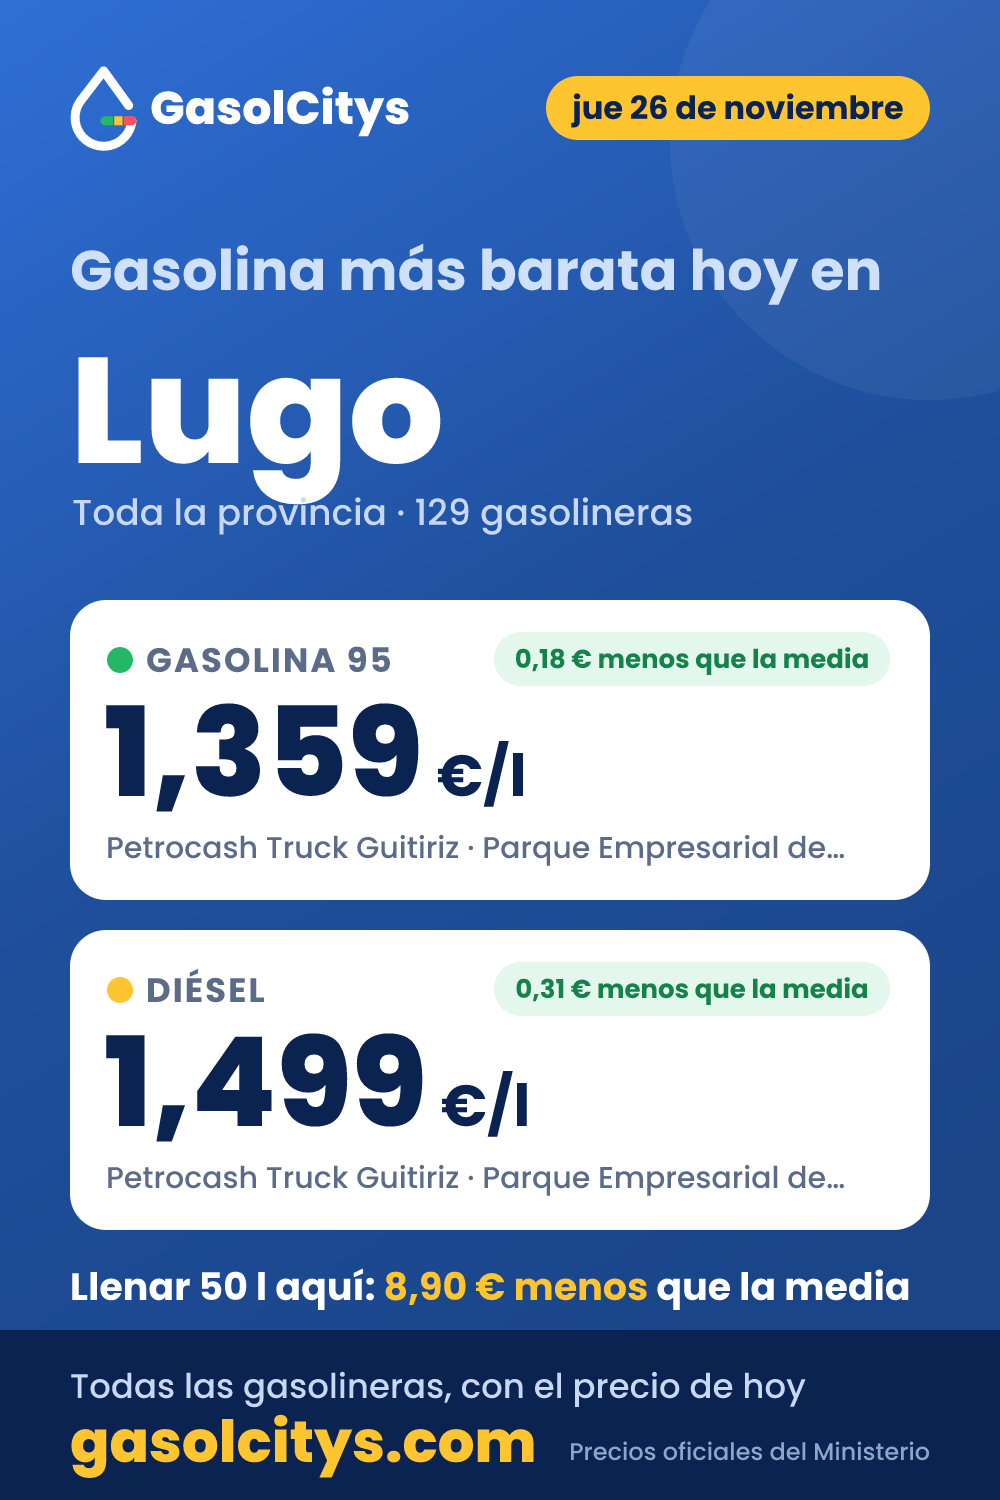 GasolCitys
jue 26 de noviembre
Gasolina más barata hoy en
Lugo
Toda la provincia · 129 gasolineras
GASOLINA 95
0,18 € menos que la media
1,359 €/l
Petrocash Truck Guitiriz · Parque Empresarial de...
DIÉSEL
0,31 € menos que la media
1,499 €/l
Petrocash Truck Guitiriz · Parque Empresarial de...
Llenar 50 l aquí: 8,90 € menos que la media
Todas las gasolineras, con el precio de hoy
gasolcitys.com
Precios oficiales del Ministerio